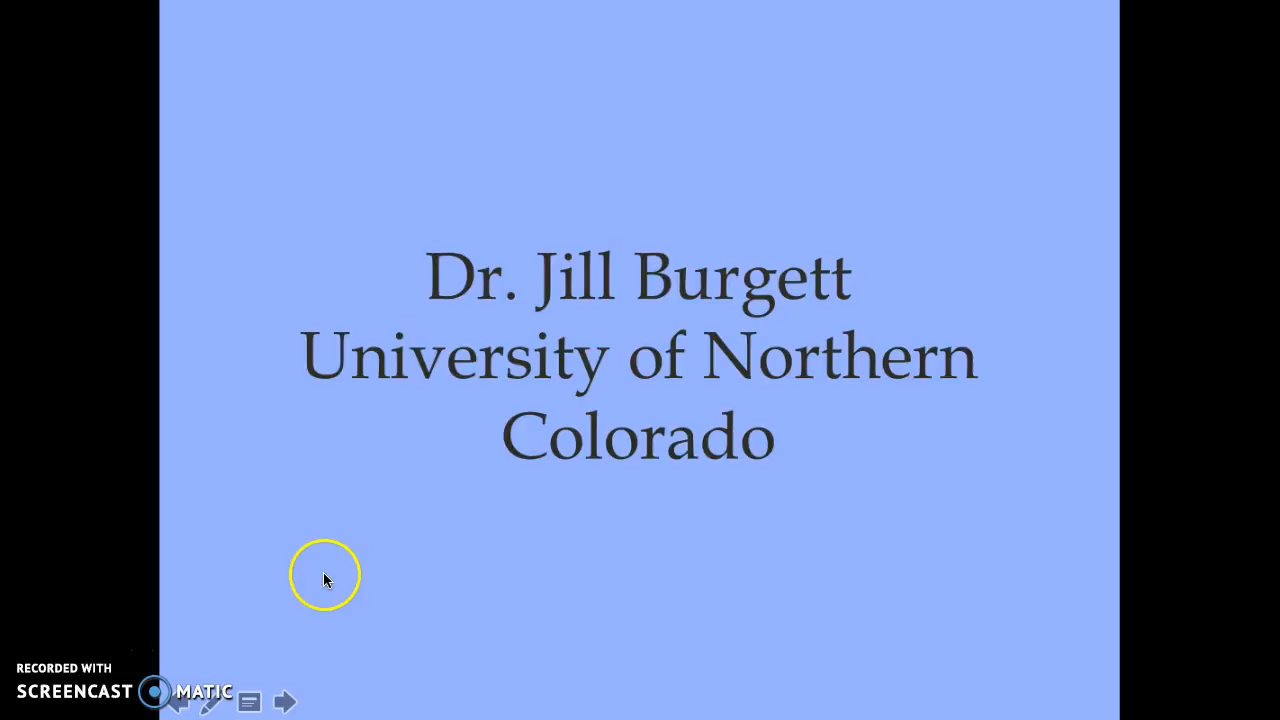 Dr. Jill Burgett
University of Northern
Colorado
RECORDED WITH
SCREENCAST MATIC